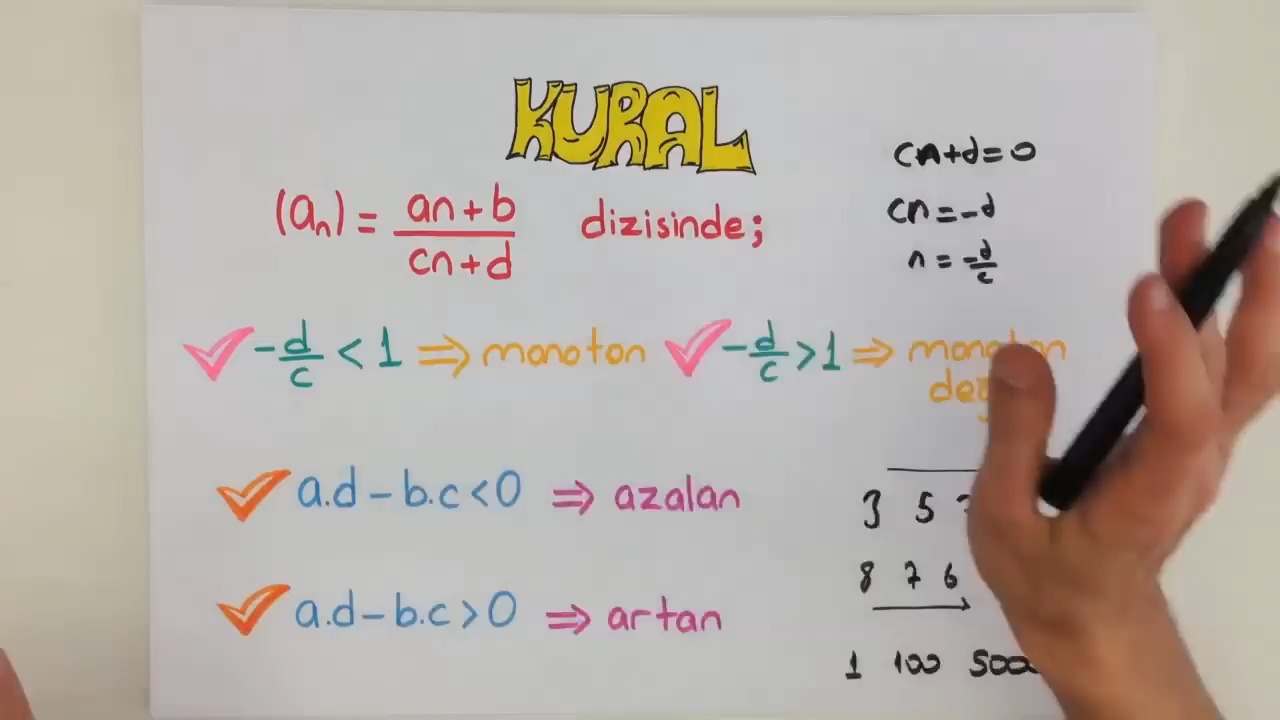 KURAL
cn+d=0
cn=-d
n = -d/c
(aₙ) = an+b / cn+d dizisinde;
-d/c < 1 ⇒ monoton
-d/c > 1 ⇒ monoton
a.d - b.c < 0 ⇒ azalan
a.d - b.c > 0 ⇒ artan
3 5
8 7 6
1 100